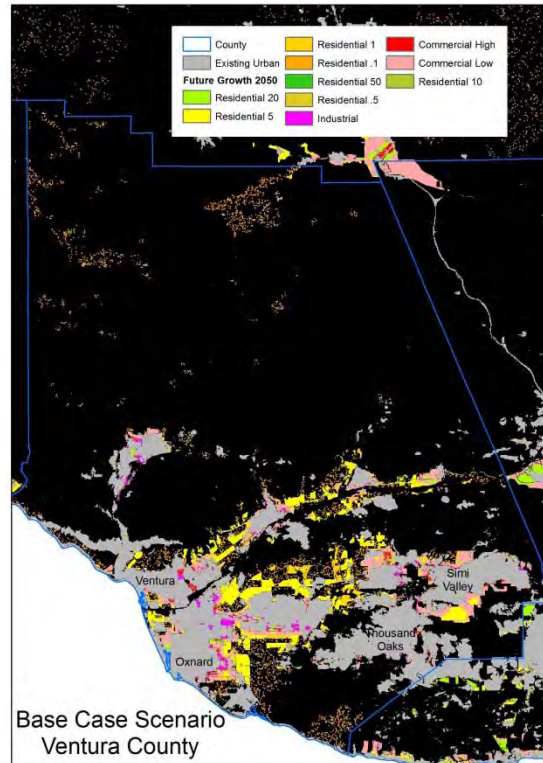 County
Existing Urban
Future Growth 2050
Residential 20
Residential 5
Residential 1
Residential .1
Residential 50
Residential .5
Industrial
Commercial High
Commercial Low
Residential 10
Ventura
Simi
Valley
Thousand
Oaks
Oxnard
Base Case Scenario
Ventura County